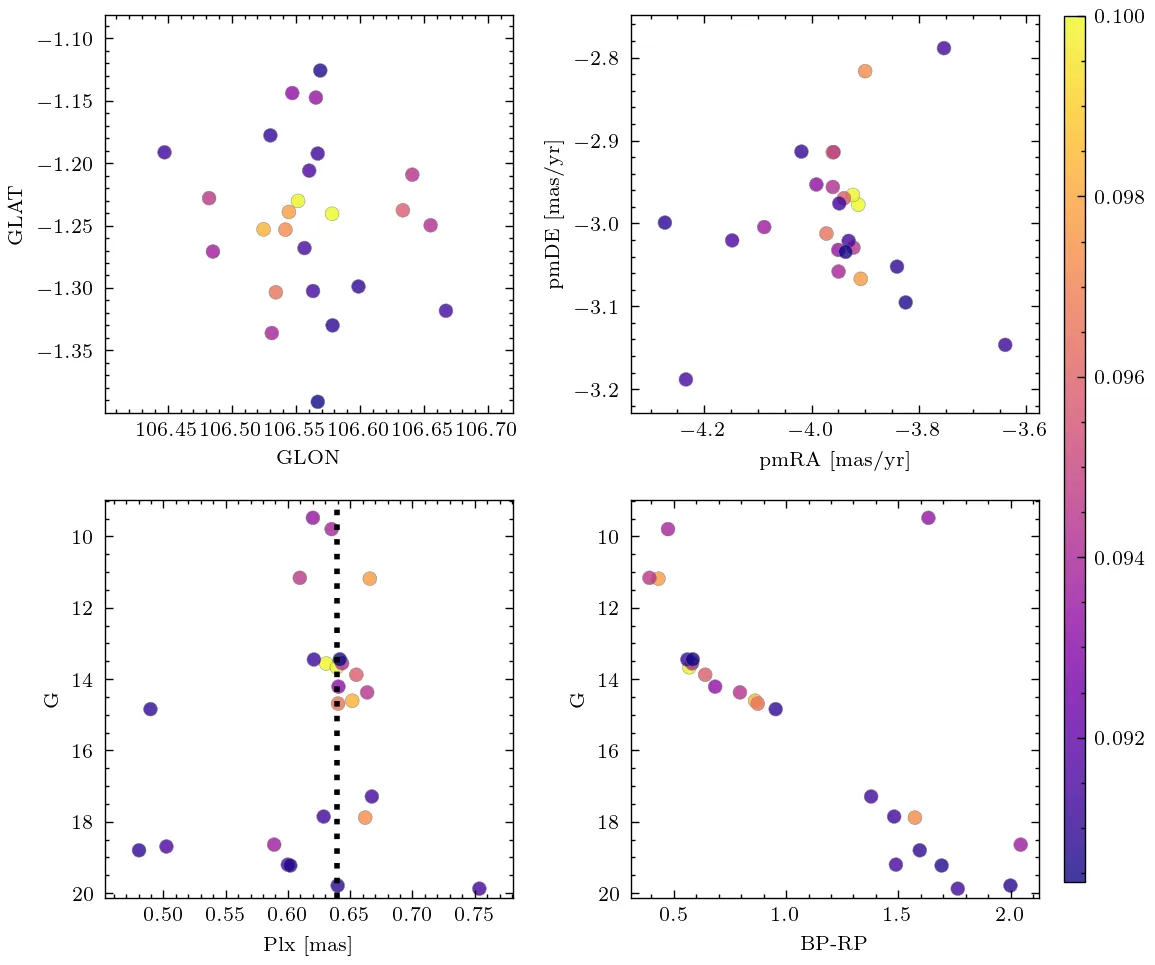 −1.10
−1.15
−1.20
−1.25
−1.30
−1.35
GLAT
106.45 106.50 106.55 106.60 106.65 106.70
GLON
−2.8
−2.9
−3.0
−3.1
−3.2
pmDE [mas/yr]
−4.2 −4.0 −3.8 −3.6
pmRA [mas/yr]
10
12
14
16
18
20
G
0.50 0.55 0.60 0.65 0.70 0.75
Plx [mas]
10
12
14
16
18
20
G
0.5 1.0 1.5 2.0
BP-RP
0.100
0.098
0.096
0.094
0.092